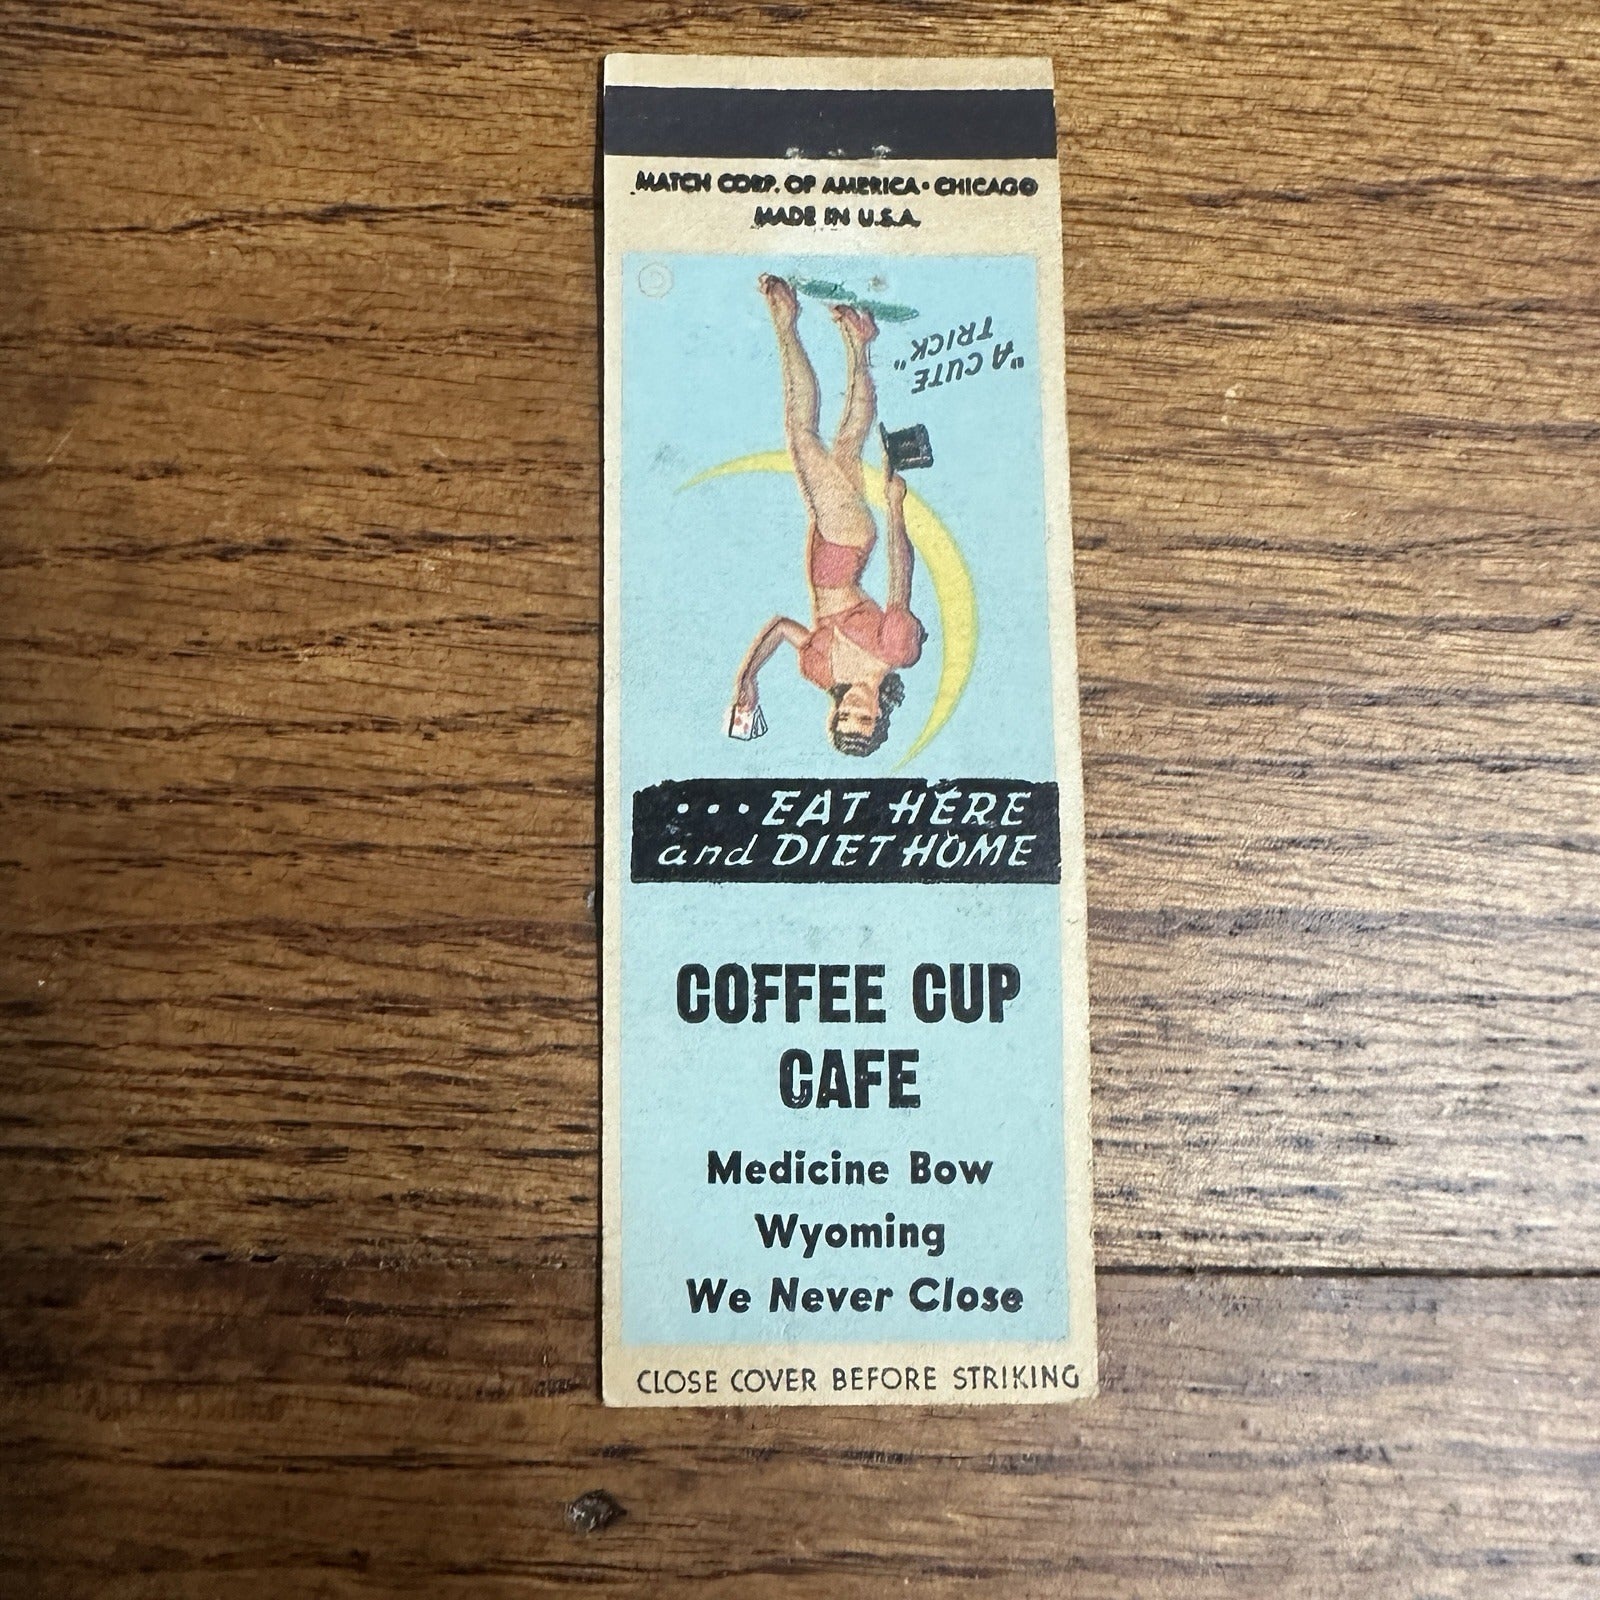 MATCH CORP. OF AMERICA • CHICAGO
MADE IN U.S.A.
"A CUTE
TRICK"
...EAT HERE
and DIET HOME
COFFEE CUP
CAFE
Medicine Bow
Wyoming
We Never Close
CLOSE COVER BEFORE STRIKING